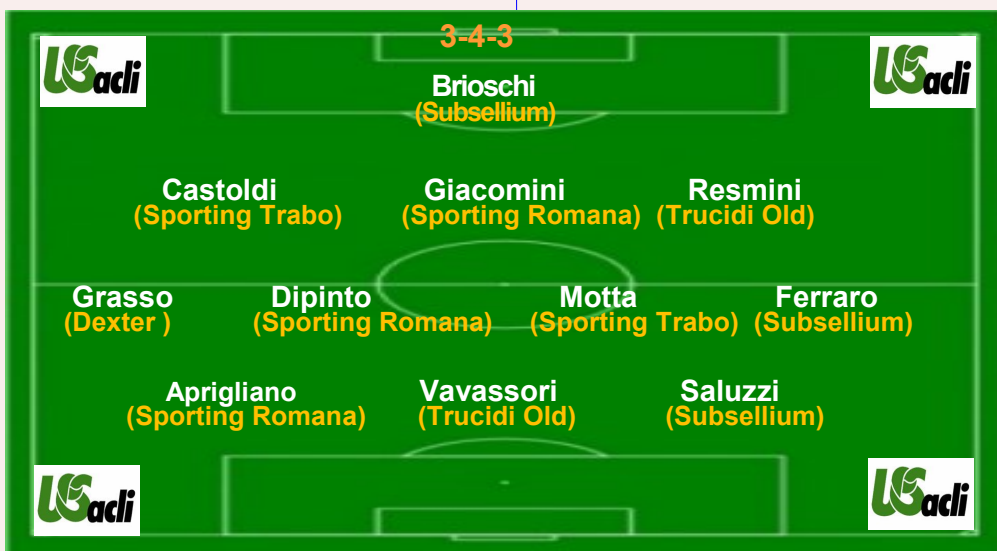 3-4-3
USacli
USacli
Brioschi
(Subsellium)
Castoldi
Giacomini
Resmini
(Sporting Trabo)
(Sporting Romana)
(Trucidi Old)
Grasso
Dipinto
Motta
Ferraro
(Dexter )
(Sporting Romana)
(Sporting Trabo)
(Subsellium)
Aprigliano
Vavassori
Saluzzi
(Sporting Romana)
(Trucidi Old)
(Subsellium)
USacli
USacli